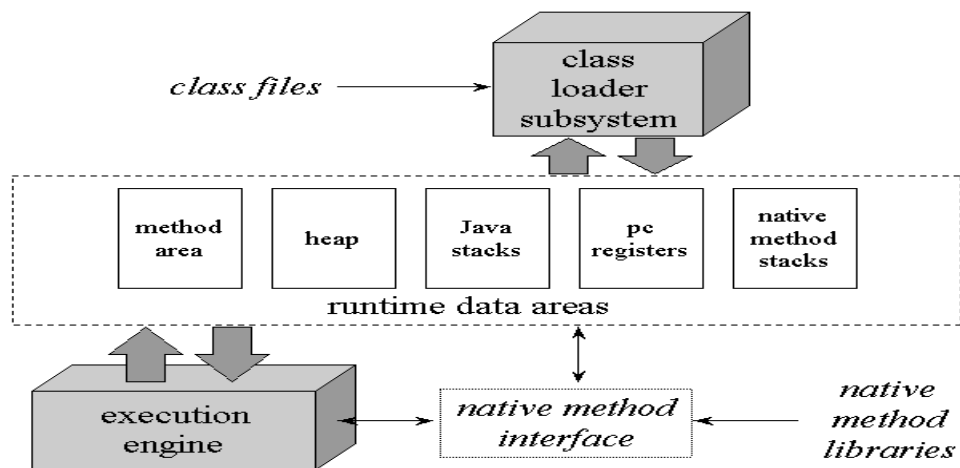 class
loader
subsystem
class files
method
area
heap
Java
stacks
pc
registers
native
method
stacks
runtime data areas
execution
engine
native method
interface
native
method
libraries